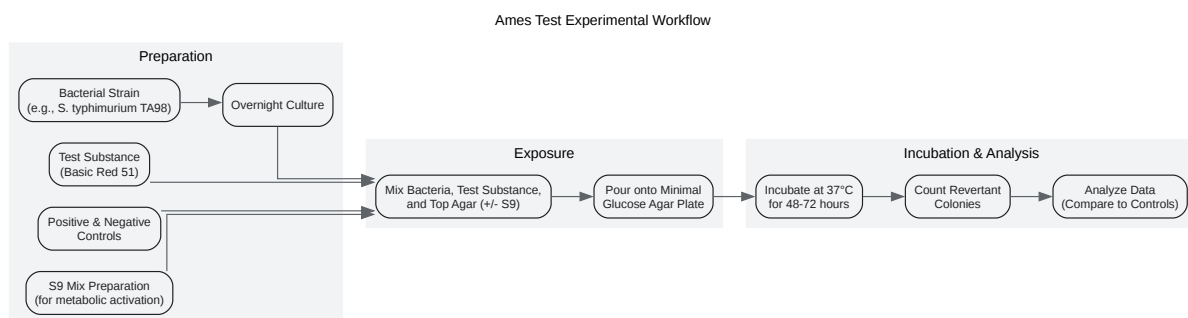 Ames Test Experimental Workflow
Preparation
Bacterial Strain
(e.g., S. typhimurium TA98)
Overnight Culture
Test Substance
(Basic Red 51)
Positive & Negative
Controls
S9 Mix Preparation
(for metabolic activation)
Exposure
Mix Bacteria, Test Substance,
and Top Agar (+/- S9)
Pour onto Minimal
Glucose Agar Plate
Incubation & Analysis
Incubate at 37°C
for 48-72 hours
Count Revertant
Colonies
Analyze Data
(Compare to Controls)